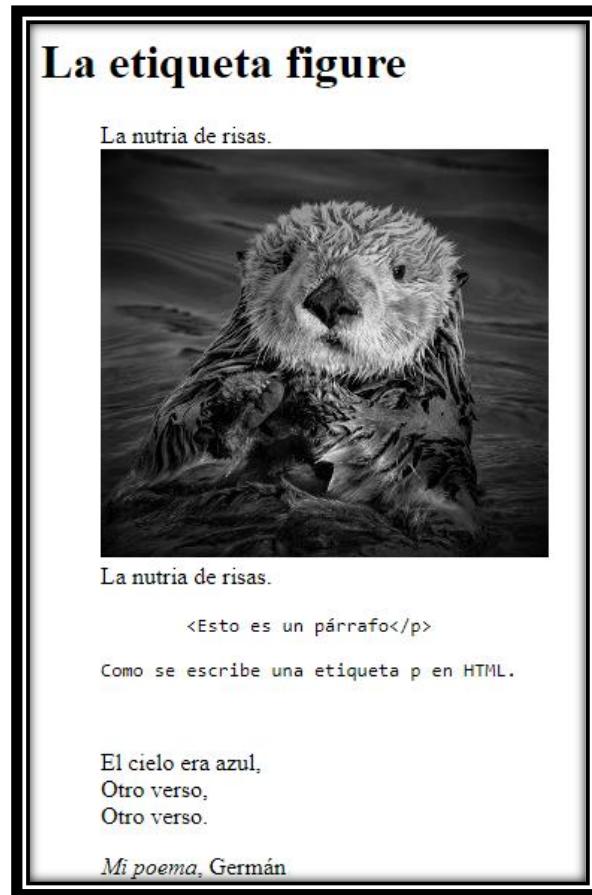 La etiqueta figure
La nutria de risas.
La nutria de risas.
<Esto es un párrafo</p>
Como se escribe una etiqueta p en HTML.
El cielo era azul,
Otro verso,
Otro verso.
Mi poema, Germán